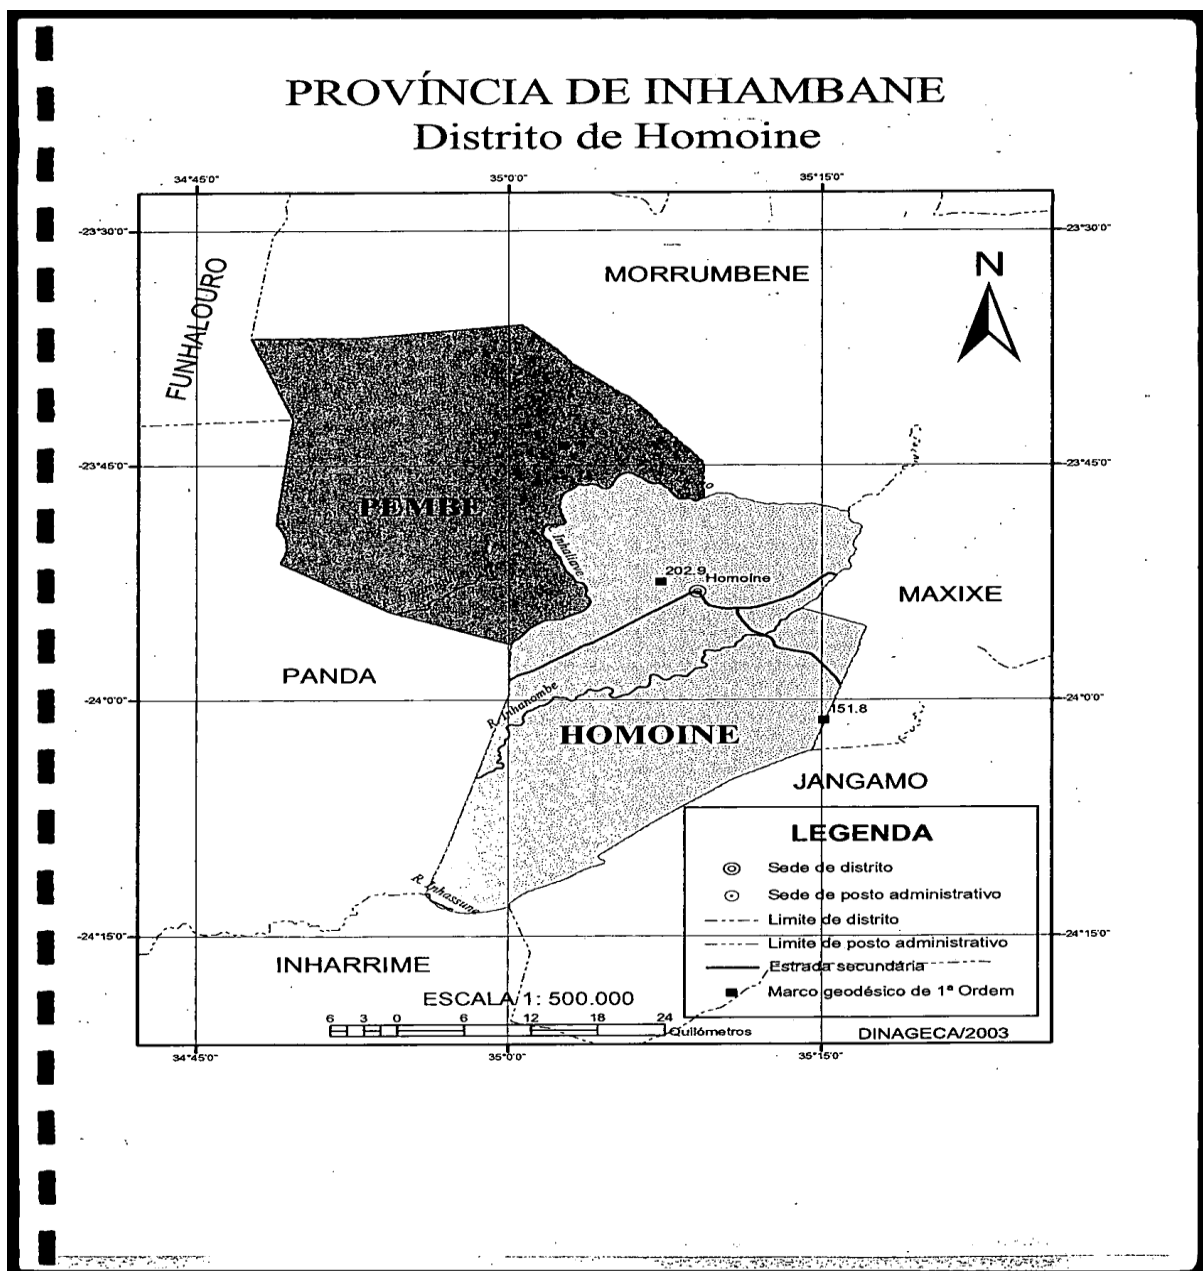 PROVÍNCIA DE INHAMBANE
Distrito de Homoine
34°45'0"
35°0'0"
35°15'0"
-23°30'0"
-23°30'0"
MORRUMBENE
N
FUNHALOURO
-23°45'0"
-23°45'0"
PEMBE
R. Inhaliave
202.9
Homoine
MAXIXE
PANDA
-24°0'0"
-24°0'0"
R. Inhanombe
151.8
HOMOINE
JANGAMO
LEGENDA
Sede de distrito
Sede de posto administrativo
Limite de distrito
Limite de posto administrativo
Estrada secundária
Marco geodésico de 1ª Ordem
R. Inhassune
-24°15'0"
-24°15'0"
INHARRIME
ESCALA 1: 500.000
6 3 0 6 12 18 24
Quilómetros
DINAGECA/2003
34°45'0"
35°0'0"
35°15'0"